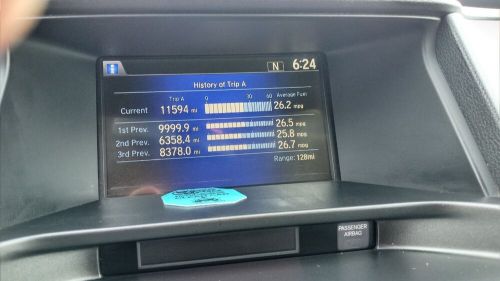 i N 6:24
History of Trip A
Trip A 0 30 60 Average Fuel
Current 11594 mi 26.2 mpg
1st Prev. 9999.9 mi 26.5 mpg
2nd Prev. 6358.4 mi 25.8 mpg
3rd Prev. 8378.0 mi 26.7 mpg
Range: 128mi
PASSENGER
AIRBAG